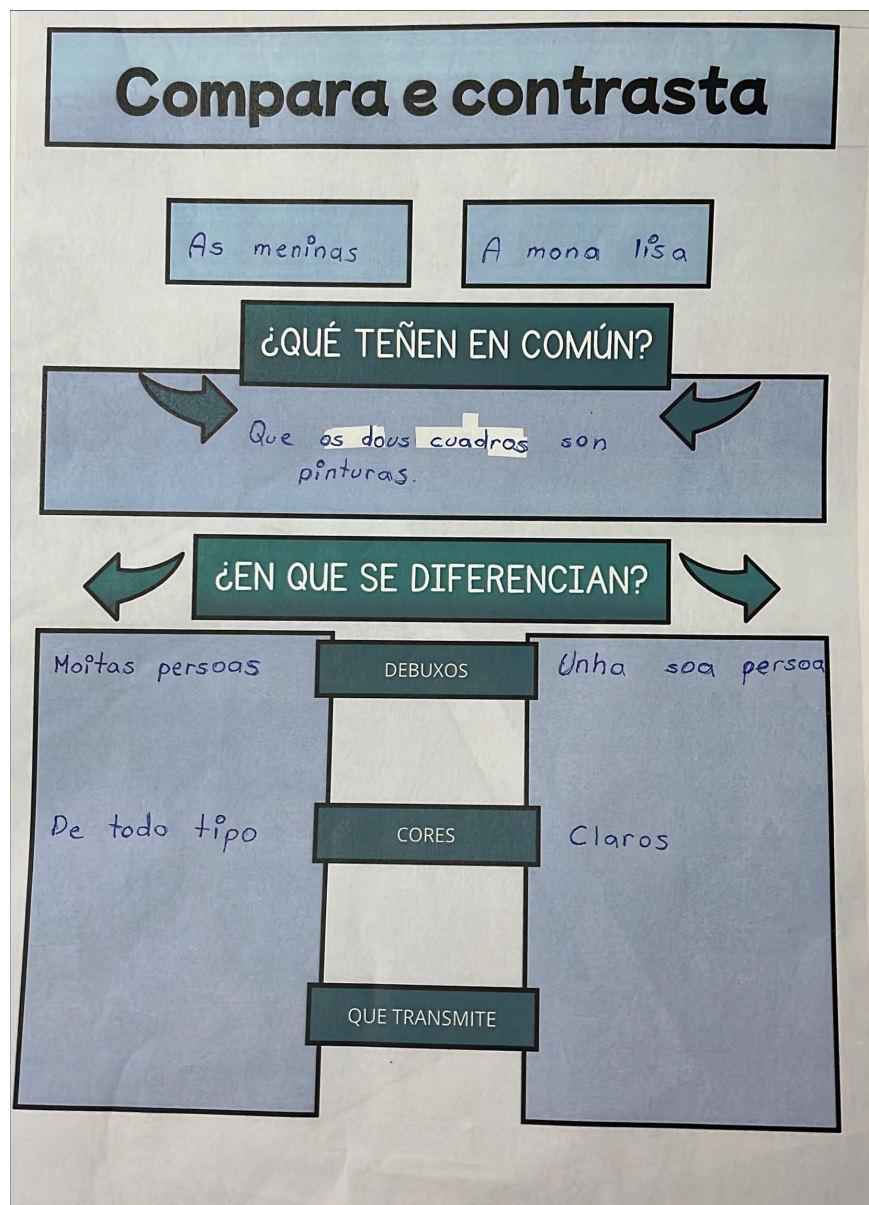 Compara e contrasta
As meninas
A mona lisa
¿QUÉ TEÑEN EN COMÚN?
Que os dous cuadros son
pinturas.
¿EN QUE SE DIFERENCIAN?
Moitas persoas
DEBUXOS
Unha soa persoa
De todo tipo
CORES
Claros
QUE TRANSMITE